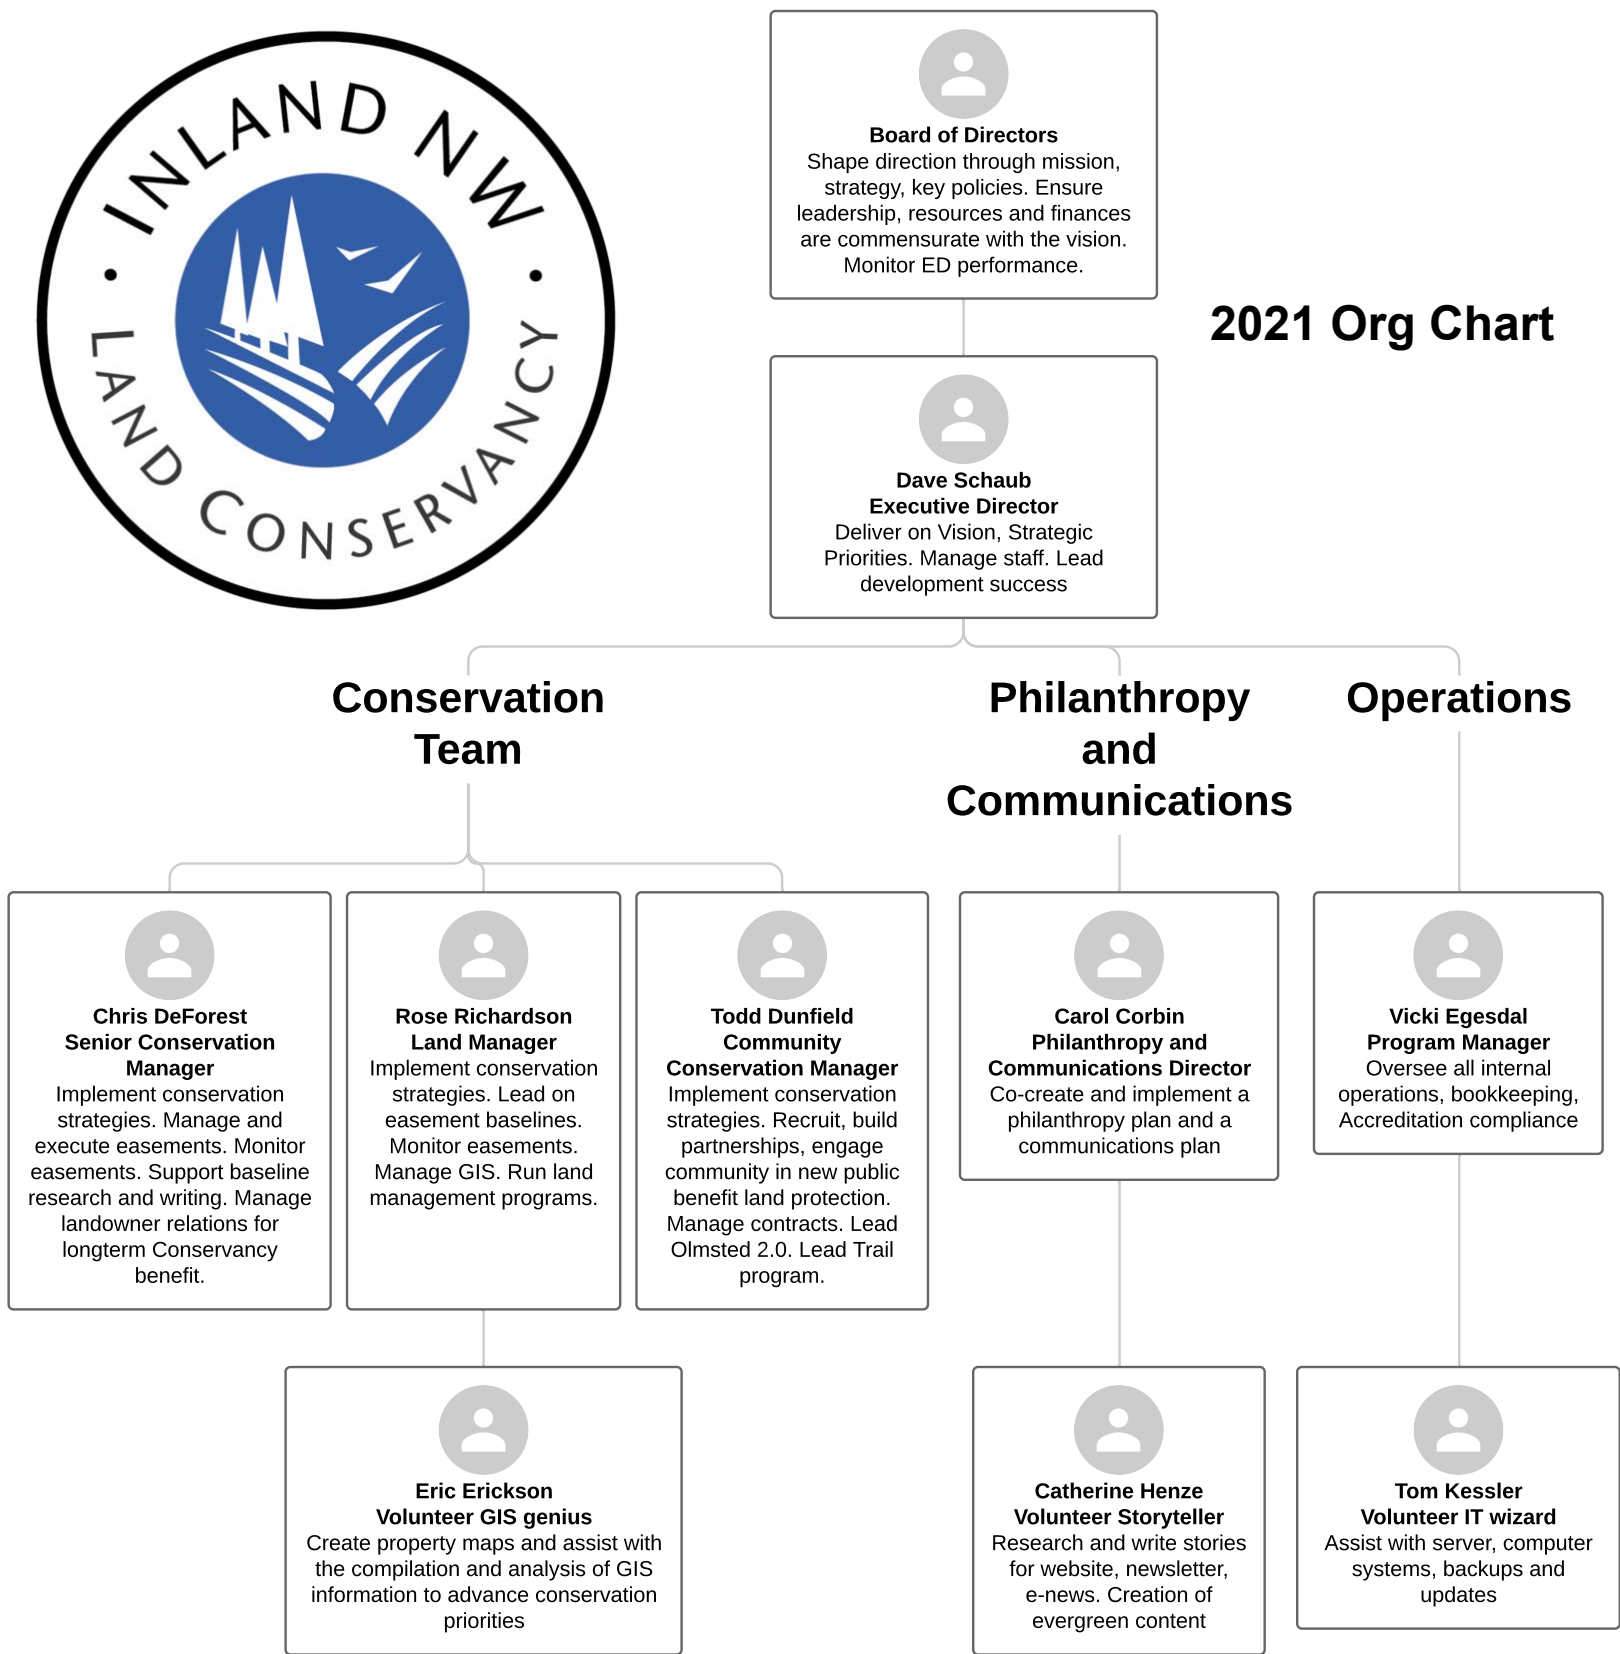 INLAND NW
LAND CONSERVANCY
Board of Directors
Shape direction through mission,
strategy, key policies. Ensure
leadership, resources and finances
are commensurate with the vision.
Monitor ED performance.
2021 Org Chart
Dave Schaub
Executive Director
Deliver on Vision, Strategic
Priorities. Manage staff. Lead
development success
Conservation
Team
Philanthropy
and
Communications
Operations
Chris DeForest
Senior Conservation
Manager
Implement conservation
strategies. Manage and
execute easements. Monitor
easements. Support baseline
research and writing. Manage
landowner relations for
longterm Conservancy
benefit.
Rose Richardson
Land Manager
Implement conservation
strategies. Lead on
easement baselines.
Monitor easements.
Manage GIS. Run land
management programs.
Todd Dunfield
Community
Conservation Manager
Implement conservation
strategies. Recruit, build
partnerships, engage
community in new public
benefit land protection.
Manage contracts. Lead
Olmsted 2.0. Lead Trail
program.
Carol Corbin
Philanthropy and
Communications Director
Co-create and implement a
philanthropy plan and a
communications plan
Vicki Egesdal
Program Manager
Oversee all internal
operations, bookkeeping,
Accreditation compliance
Eric Erickson
Volunteer GIS genius
Create property maps and assist with
the compilation and analysis of GIS
information to advance conservation
priorities
Catherine Henze
Volunteer Storyteller
Research and write stories
for website, newsletter,
e-news. Creation of
evergreen content
Tom Kessler
Volunteer IT wizard
Assist with server, computer
systems, backups and
updates